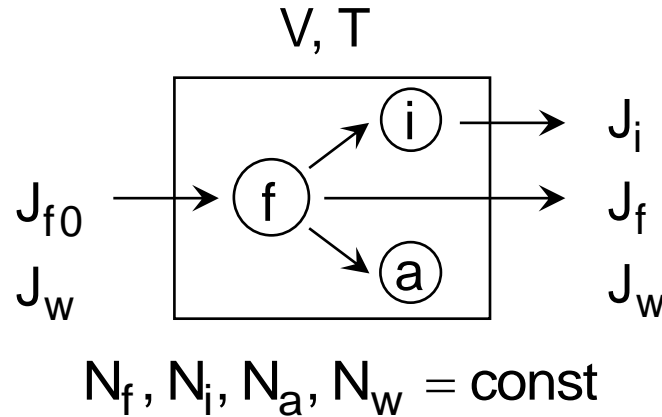 V, T
i
J_i
J_f0
f
J_f
J_w
a
J_w
N_f, N_i, N_a, N_w = const